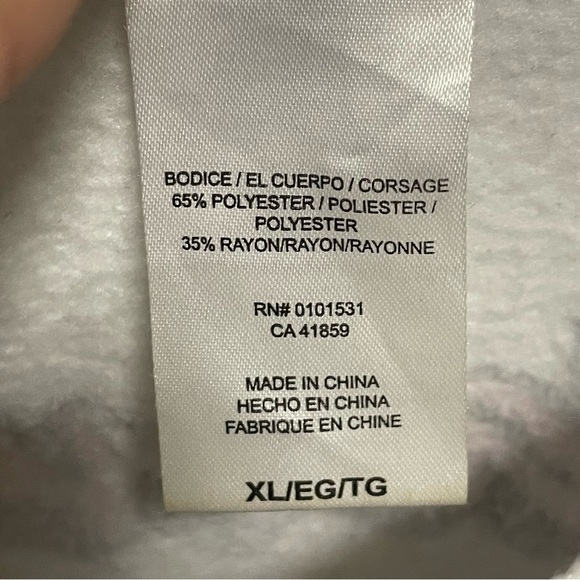 BODICE / EL CUERPO / CORSAGE
65% POLYESTER / POLIESTER /
POLYESTER
35% RAYON/RAYON/RAYONNE
RN# 0101531
CA 41859
MADE IN CHINA
HECHO EN CHINA
FABRIQUE EN CHINE
XL/EG/TG